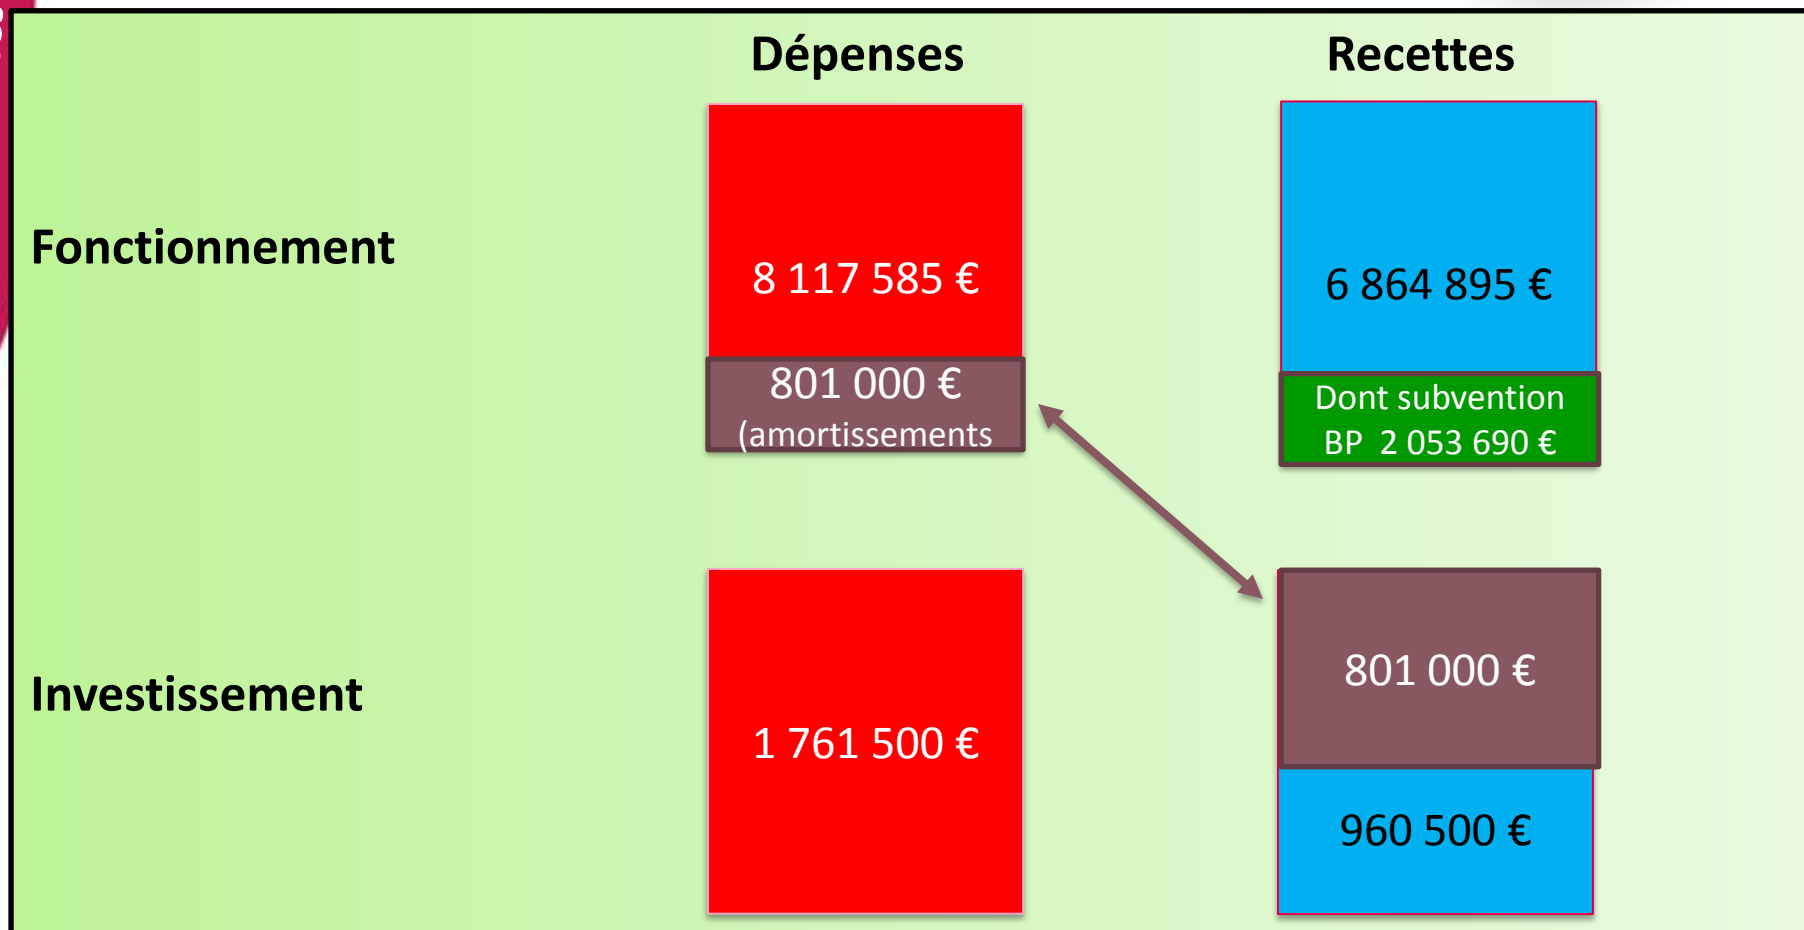 Dépenses
Recettes
Fonctionnement
8 117 585 €
6 864 895 €
801 000 €
(amortissements
Dont subvention
BP 2 053 690 €
Investissement
1 761 500 €
801 000 €
960 500 €